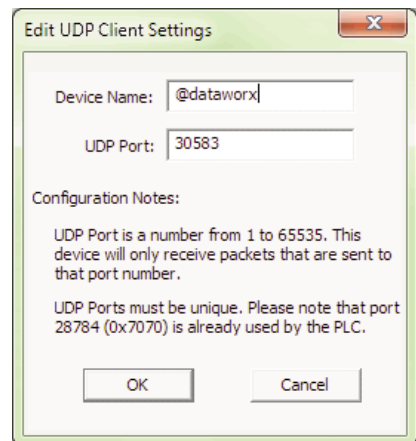 Edit UDP Client Settings
Device Name: @dataworx
UDP Port: 30583
Configuration Notes:
UDP Port is a number from 1 to 65535. This
device will only receive packets that are sent to
that port number.
UDP Ports must be unique. Please note that port
28784 (0x7070) is already used by the PLC.
OK Cancel